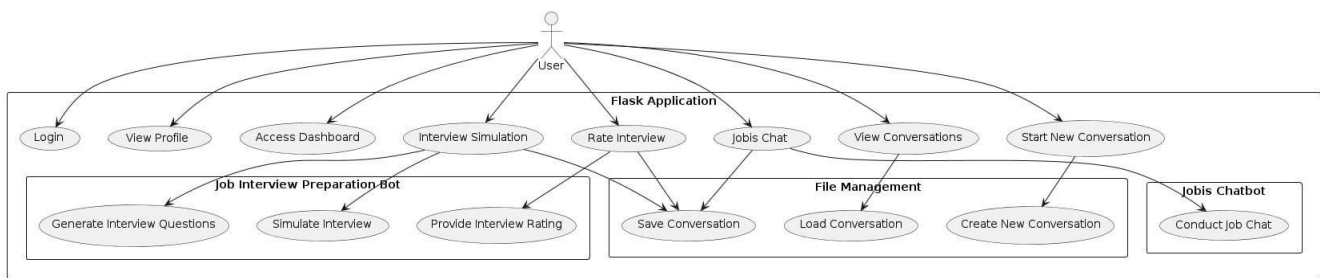 User
Flask Application
Login
View Profile
Access Dashboard
Interview Simulation
Rate Interview
Jobis Chat
View Conversations
Start New Conversation
Job Interview Preparation Bot
File Management
Jobis Chatbot
Generate Interview Questions
Simulate Interview
Provide Interview Rating
Save Conversation
Load Conversation
Create New Conversation
Conduct Job Chat